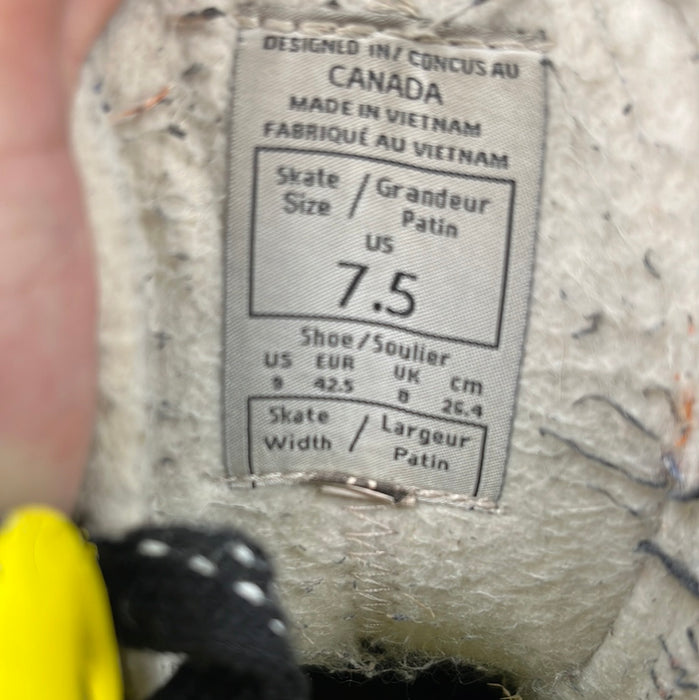 DESIGNED IN/ CONCUS AU
CANADA
MADE IN VIETNAM
FABRIQUÉ AU VIETNAM
Skate / Grandeur
Size Patin
US
7.5
Shoe/Soulier
US EUR UK cm
9 42.5 8 26.4
Skate / Largeur
Width Patin